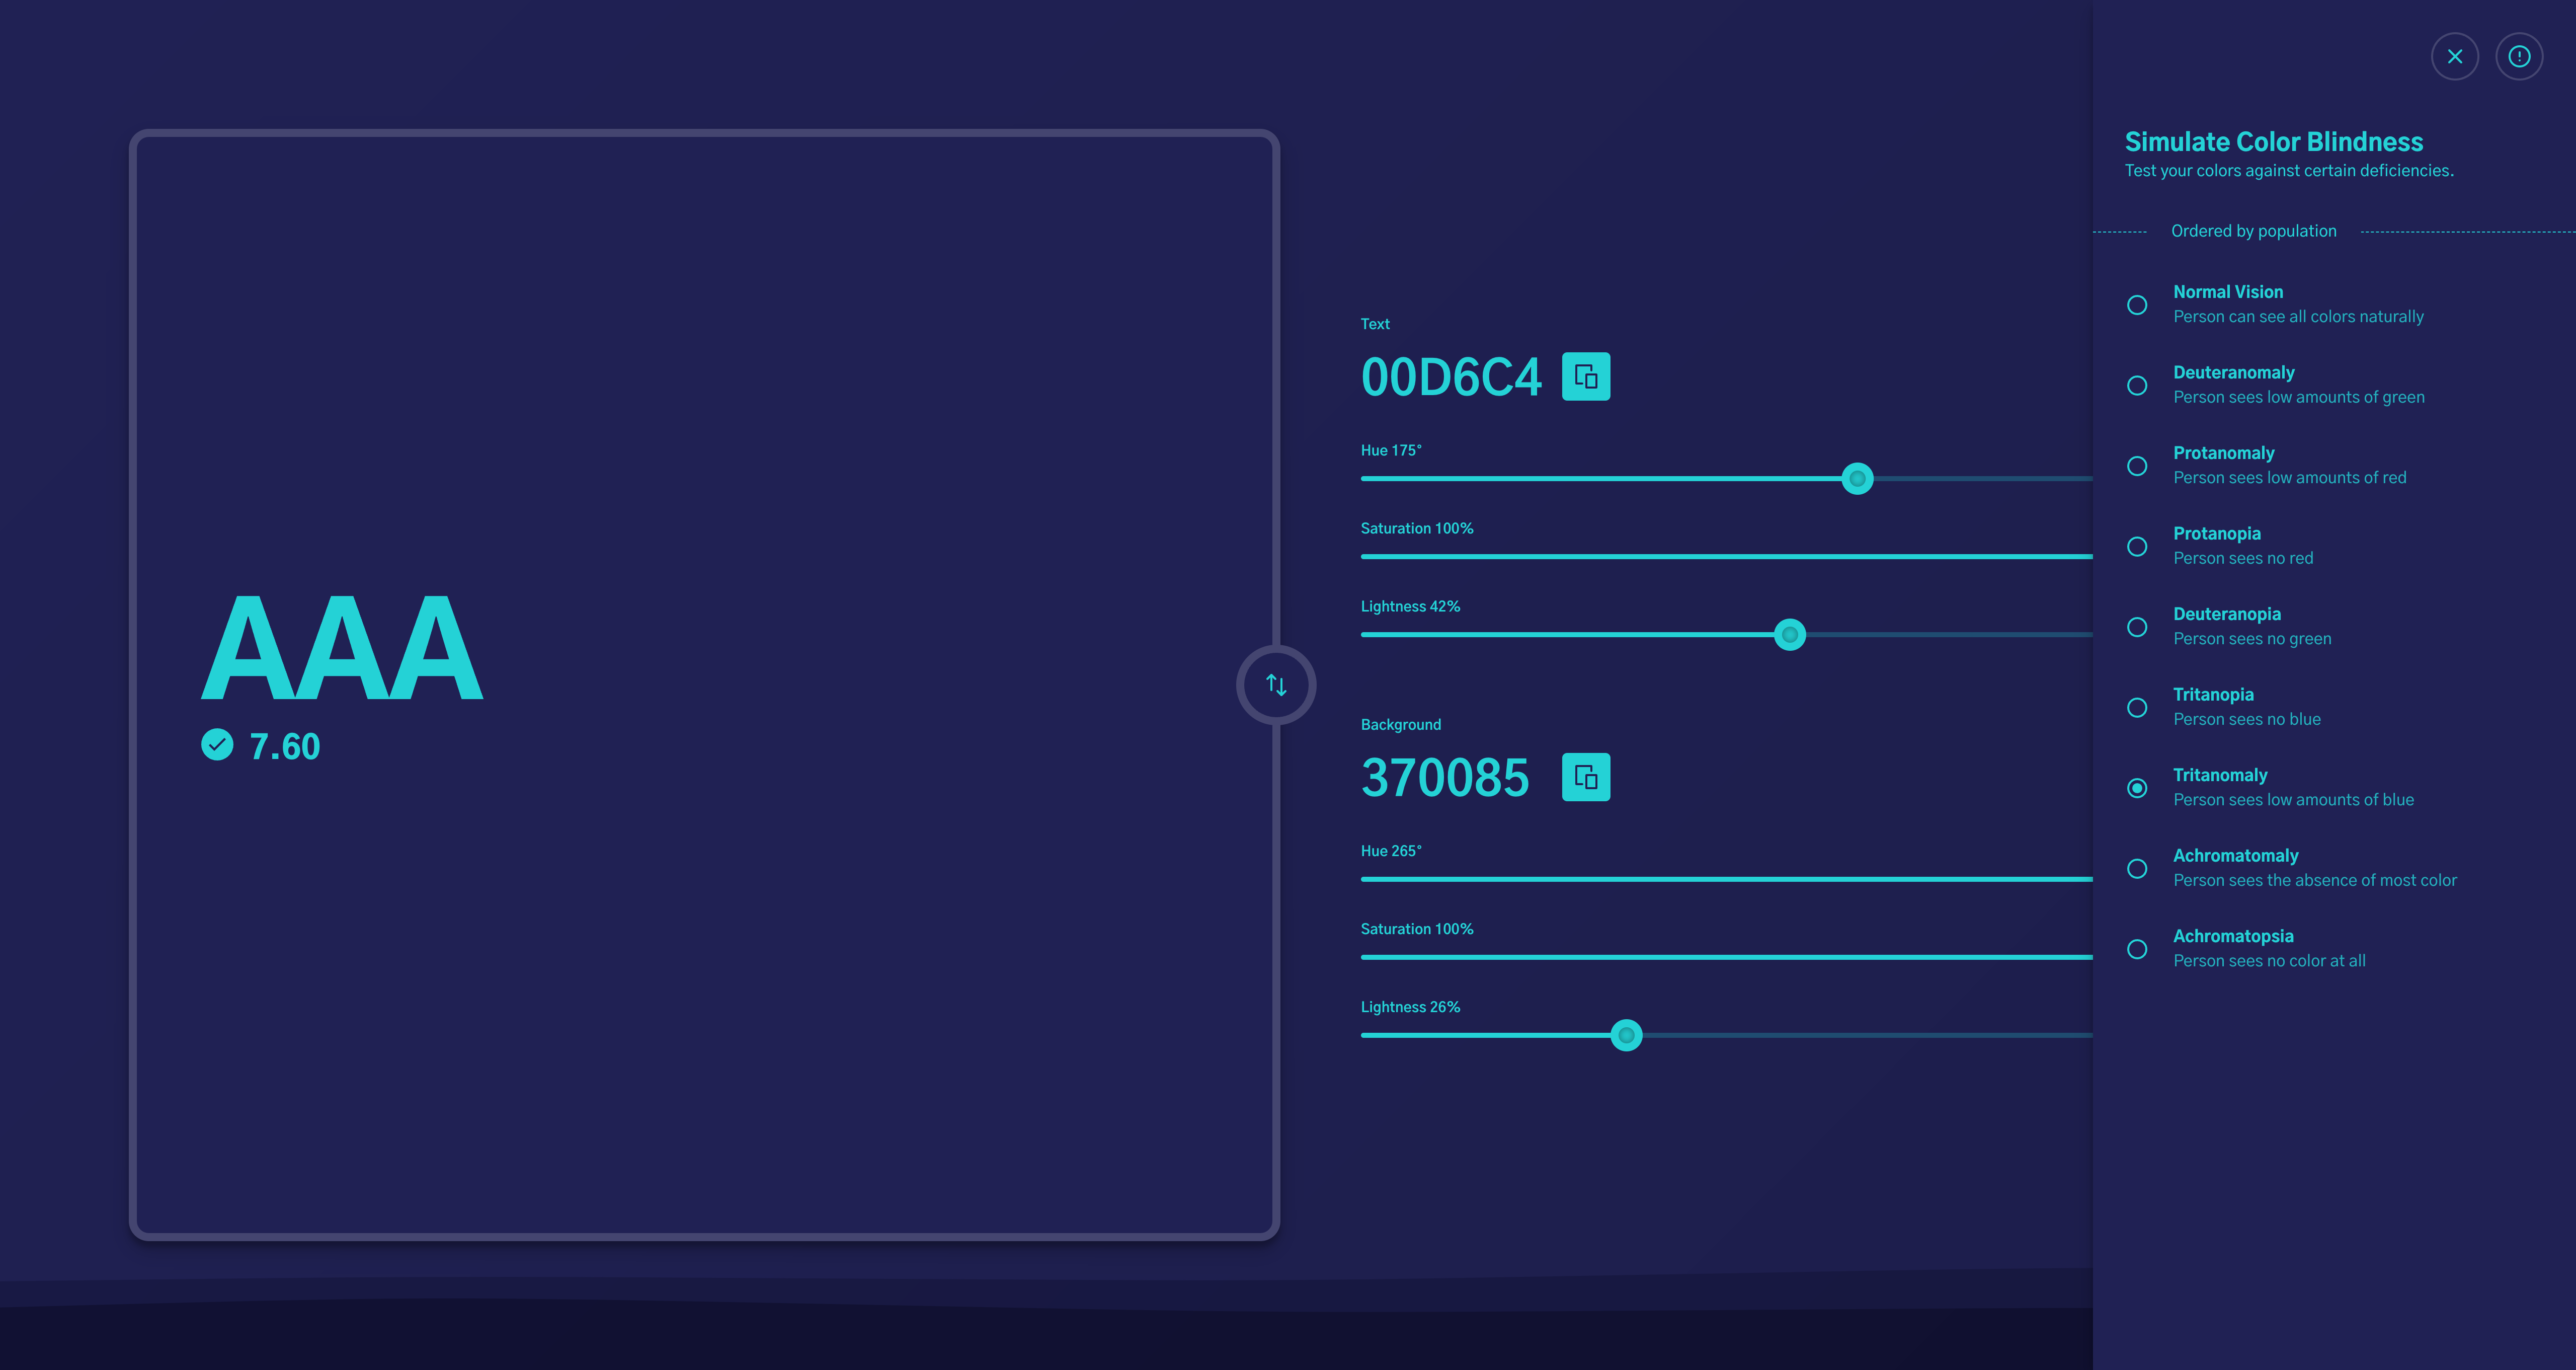 AAA
7.60
Text
00D6C4
Hue 175°
Saturation 100%
Lightness 42%
Background
370085
Hue 265°
Saturation 100%
Lightness 26%
Simulate Color Blindness
Test your colors against certain deficiencies.
Ordered by population
Normal Vision
Person can see all colors naturally
Deuteranomaly
Person sees low amounts of green
Protanomaly
Person sees low amounts of red
Protanopia
Person sees no red
Deuteranopia
Person sees no green
Tritanopia
Person sees no blue
Tritanomaly
Person sees low amounts of blue
Achromatomaly
Person sees the absence of most color
Achromatopsia
Person sees no color at all